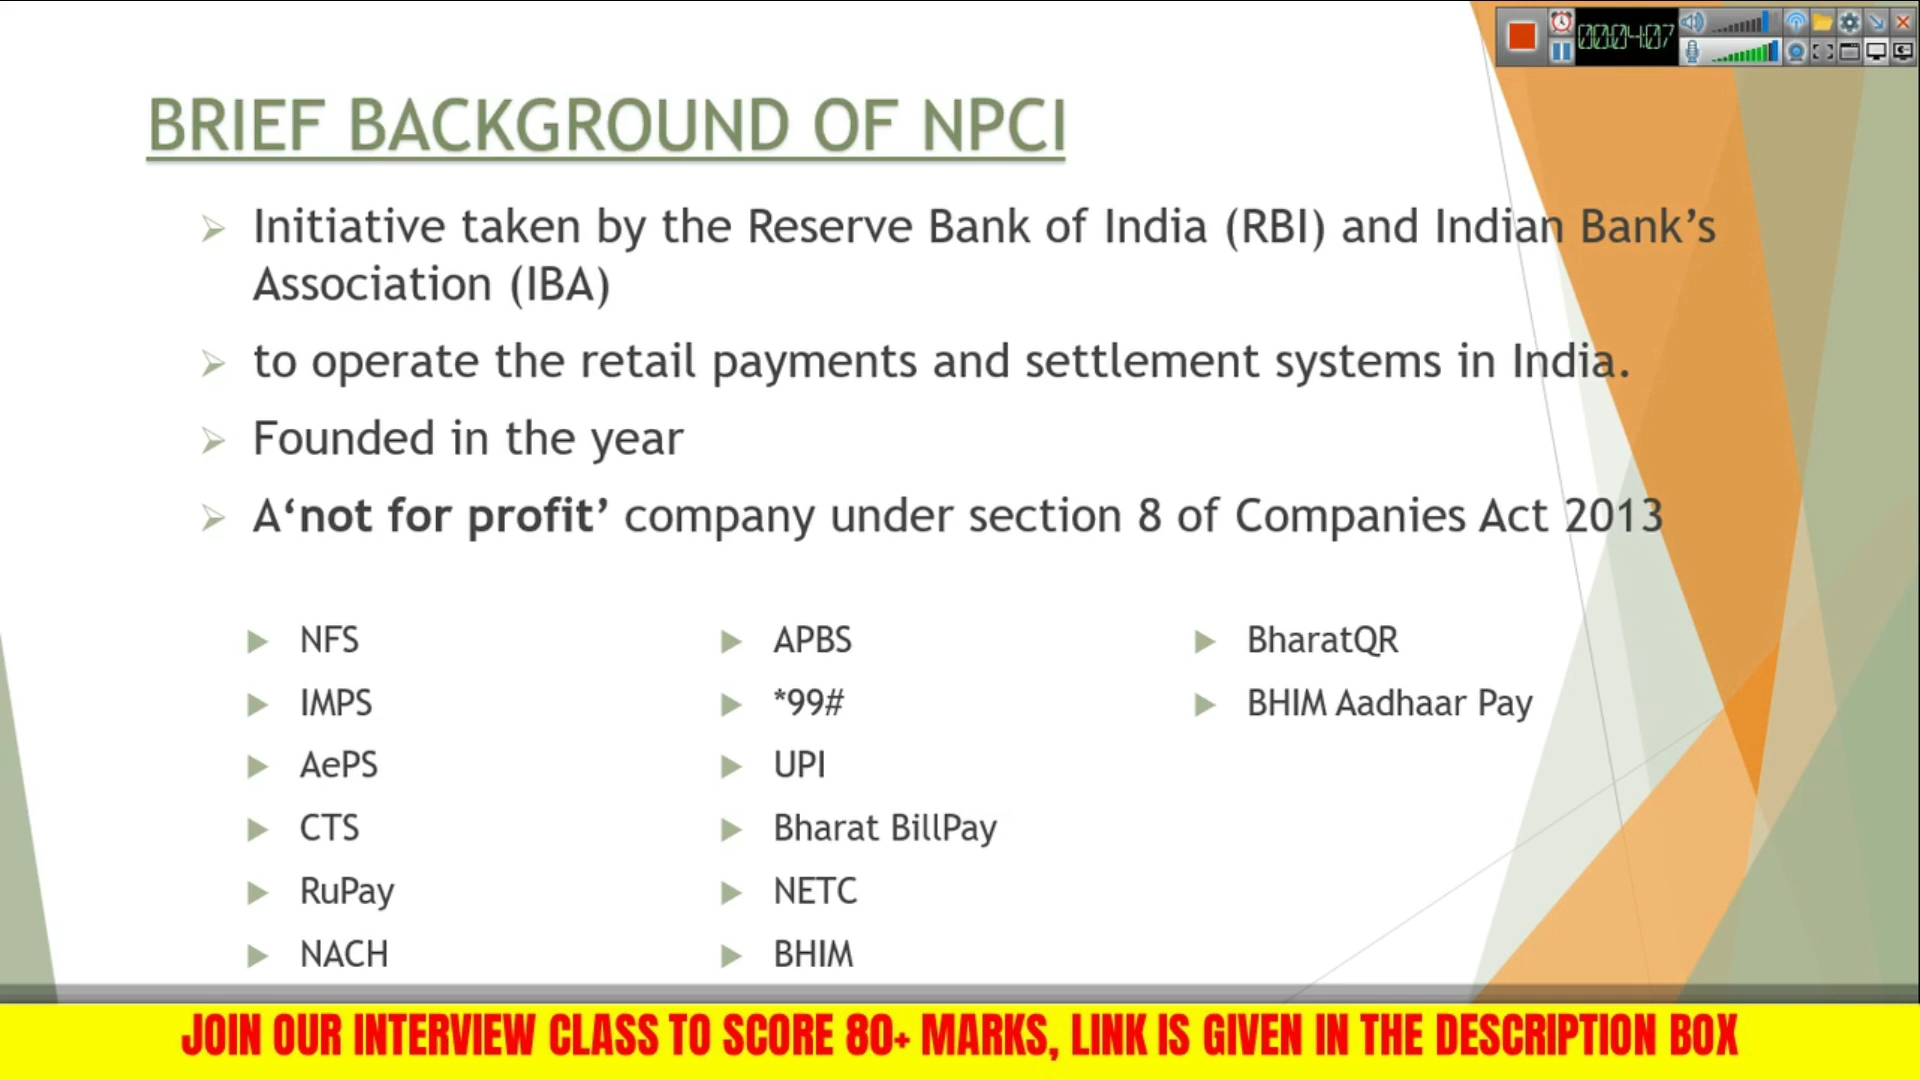 00:04:07
BRIEF BACKGROUND OF NPCI
Initiative taken by the Reserve Bank of India (RBI) and Indian Bank’s
Association (IBA)
to operate the retail payments and settlement systems in India.
Founded in the year
A‘not for profit’ company under section 8 of Companies Act 2013
NFS
IMPS
AePS
CTS
RuPay
NACH
APBS
*99#
UPI
Bharat BillPay
NETC
BHIM
BharatQR
BHIM Aadhaar Pay
JOIN OUR INTERVIEW CLASS TO SCORE 80+ MARKS, LINK IS GIVEN IN THE DESCRIPTION BOX